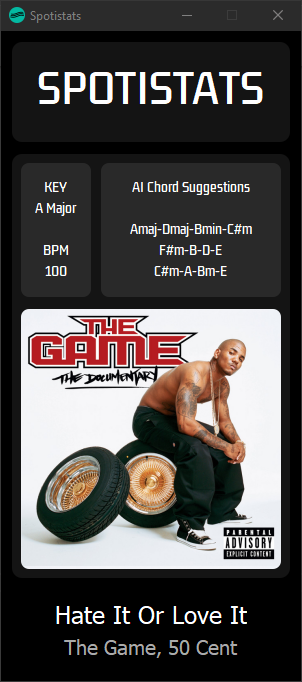 Spotistats
SPOTISTATS
KEY
A Major
BPM
100
AI Chord Suggestions
Amaj-Dmaj-Bmin-C#m
F#m-B-D-E
C#m-A-Bm-E
THE
GAME
THE DOCUMENTARY
PARENTAL
ADVISORY
EXPLICIT CONTENT
Hate It Or Love It
The Game, 50 Cent